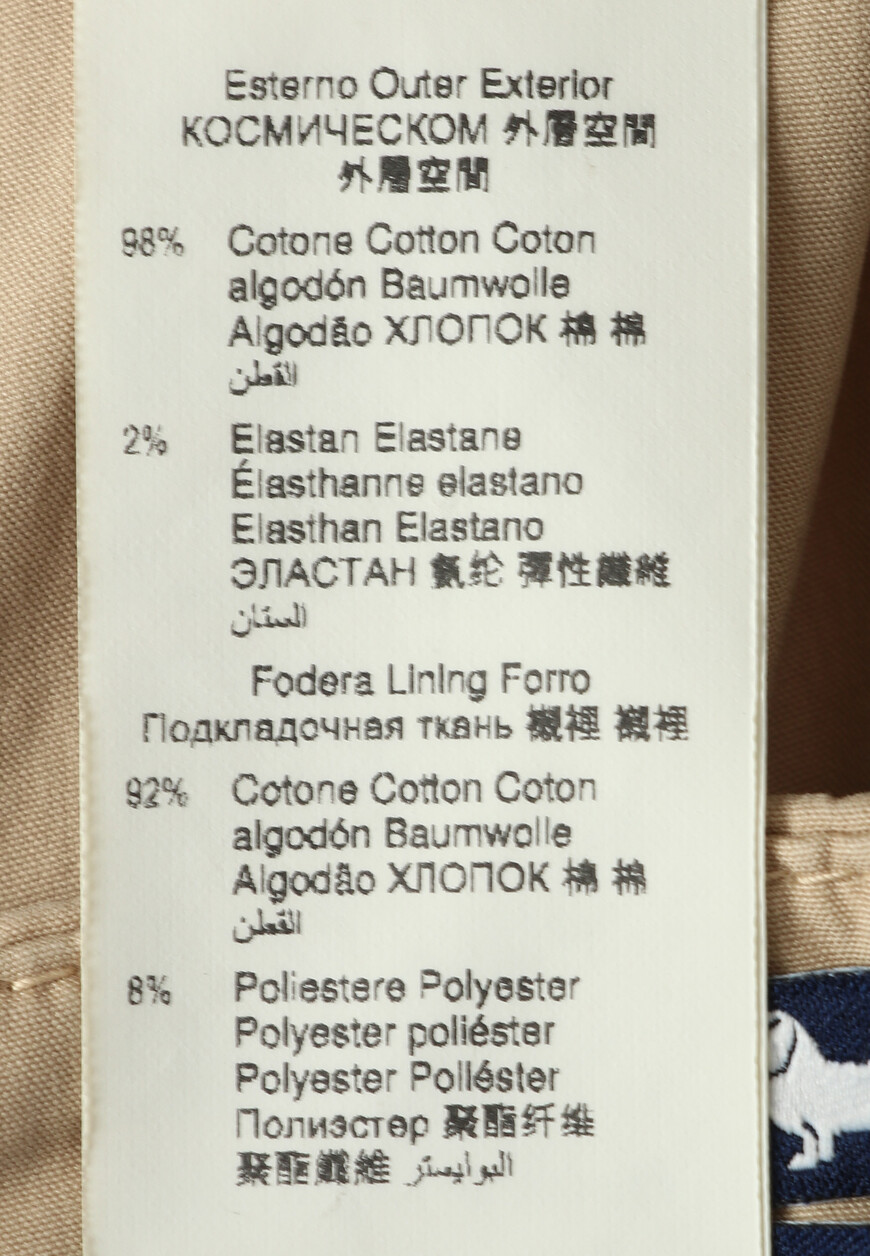 Esterno Outer Exterior
КОСМИЧЕСКОМ 外層空間
外層空間
98% Cotone Cotton Coton
algodón Baumwolle
Algodão ХЛОПОК 棉 棉
القطن
2% Elastan Elastane
Élasthanne elastano
Elasthan Elastano
ЭЛАСТАН 氨纶 彈性纖維
الستان
Fodera Lining Forro
Подкладочная ткань 襯裡 襯裡
92% Cotone Cotton Coton
algodón Baumwolle
Algodão ХЛОПОК 棉 棉
القطن
8% Poliestere Polyester
Polyester poliéster
Polyester Poliéster
Полиэстер 聚酯纤维
聚酯纖維 البوليستر